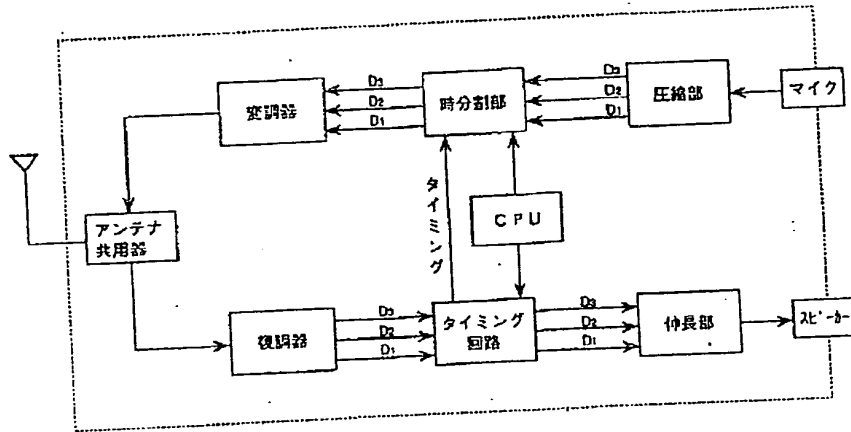 D3
D2
D1
D3
D2
D1
変調器
時分割部
圧縮部
マイク
タイミング
CPU
アンテナ
共用器
D3
D2
D1
D3
D2
D1
復調器
タイミング
回路
伸長部
スピーカー